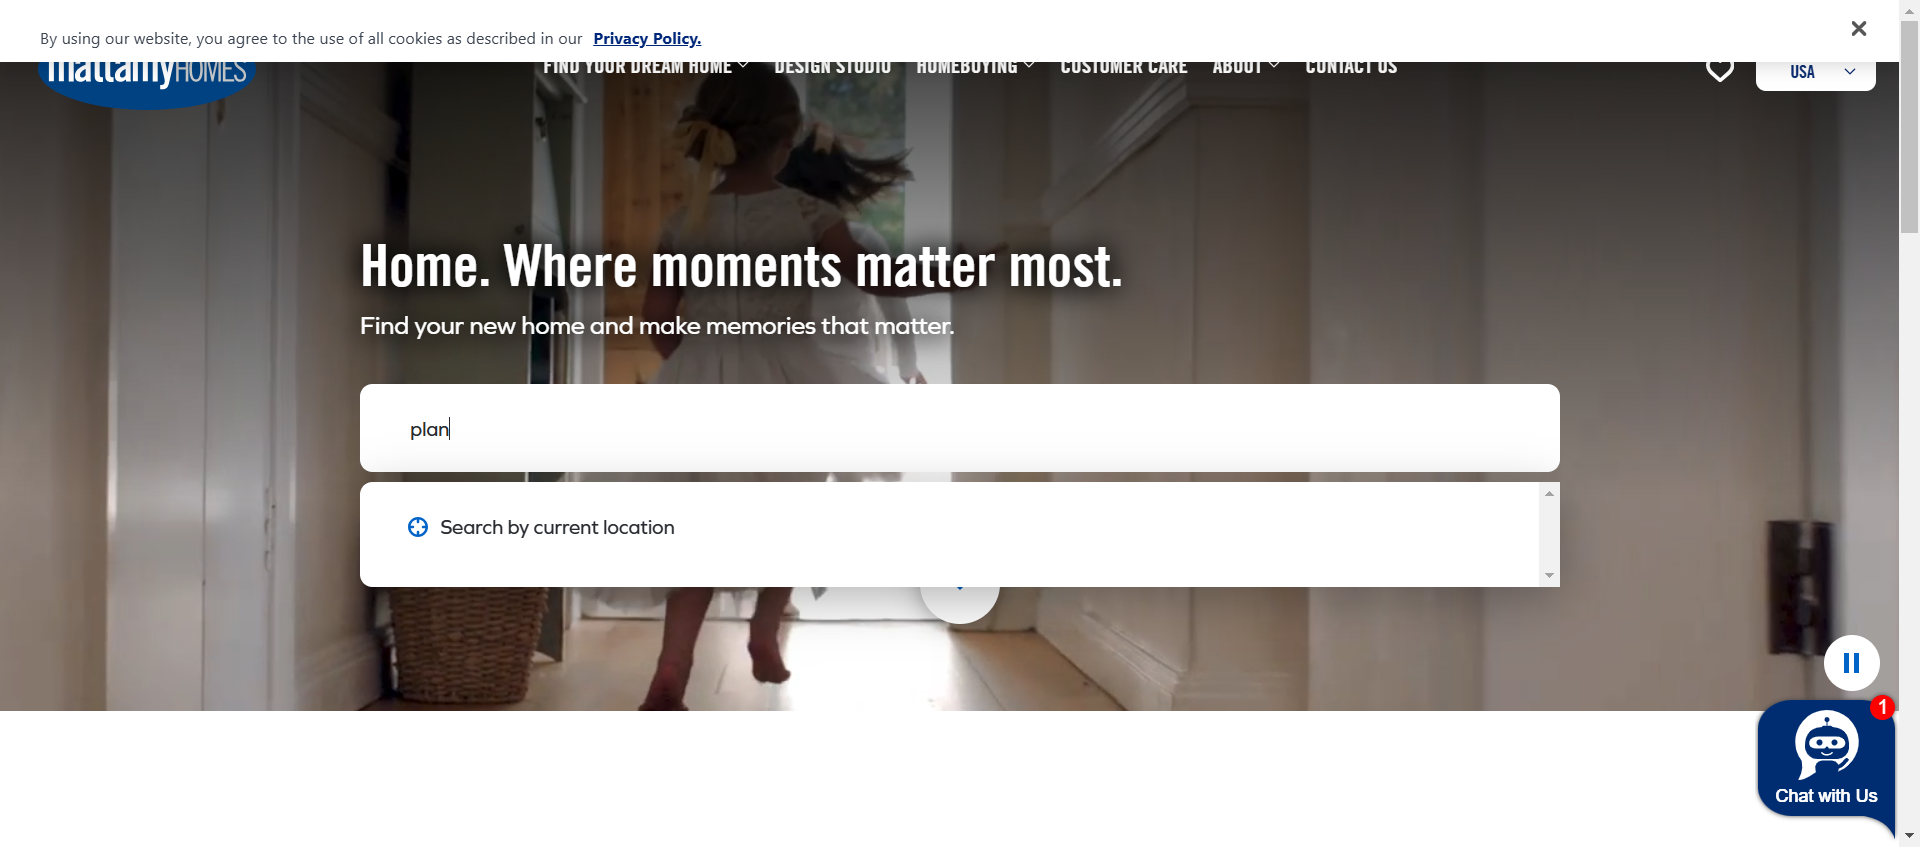 By using our website, you agree to the use of all cookies as described in our Privacy Policy.
mattamyHOMES
FIND YOUR DREAM HOME
DESIGN STUDIO
HOMEBUYING
CUSTOMER CARE
ABOUT
CONTACT US
USA
Home. Where moments matter most.
Find your new home and make memories that matter.
plan
Search by current location
1
Chat with Us